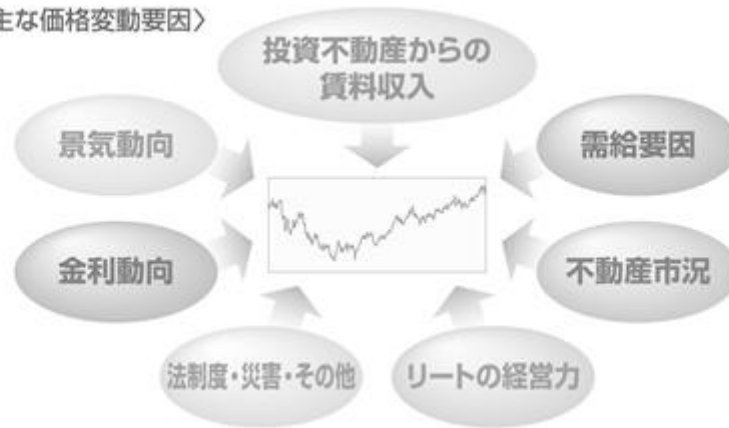 主な価格変動要因〉
投資不動産からの
賃料収入
景気動向
需給要因
金利動向
不動産市況
法制度・災害・その他
リートの経営力